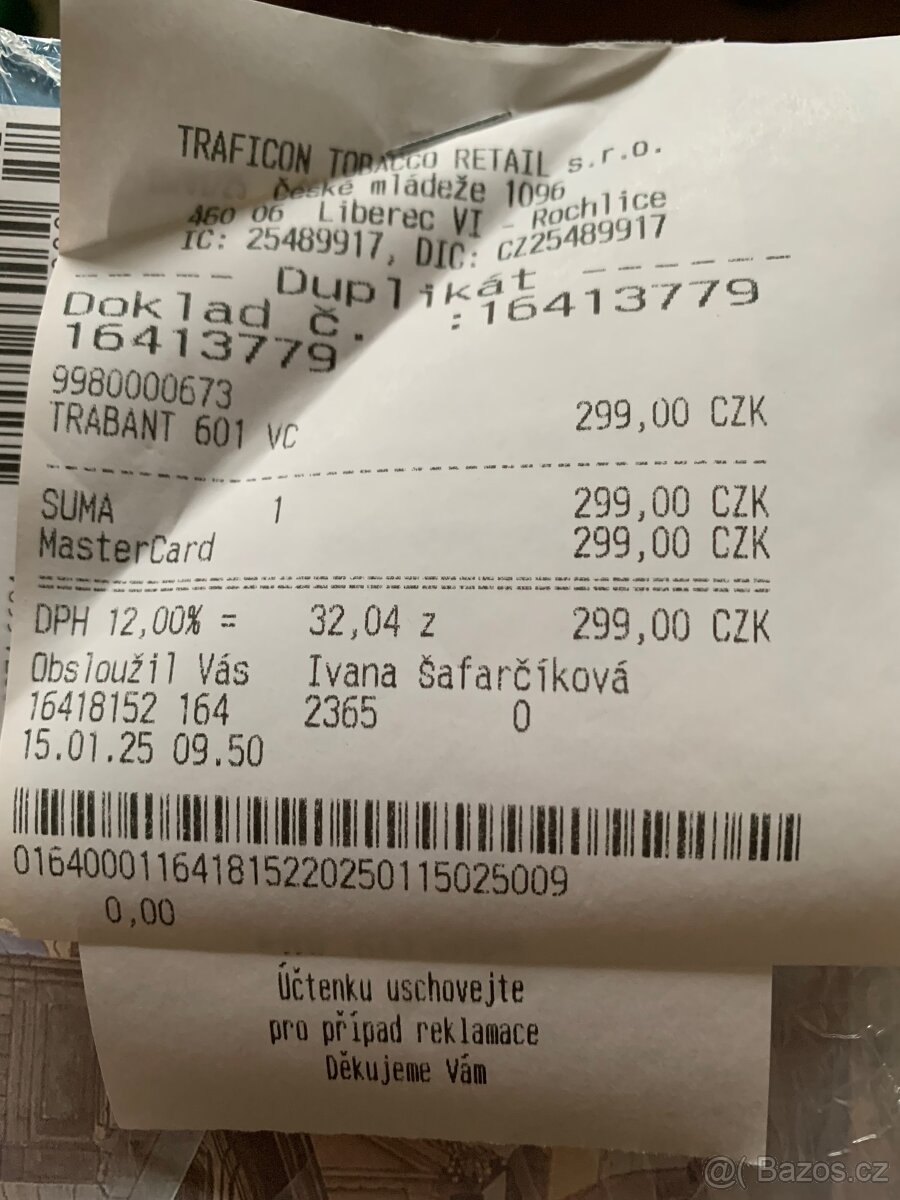 TRAFICON TOBACCO RETAIL s.r.o.
České mládeže 1096
460 06 Liberec VI - Rochlice
IC: 25489917, DIC: CZ25489917
- - - - Duplikát - - - - -
Doklad Č. :16413779
16413779
9980000673
TRABANT 601 VC 299,00 CZK
SUMA 1 299,00 CZK
MasterCard 299,00 CZK
DPH 12,00% = 32,04 z 299,00 CZK
Obsloužil Vás Ivana Šafarčíková
16418152 164 2365 0
15.01.25 09.50
016400011641815220250115025009
0,00
Účtenku uschovejte
pro případ reklamace
Děkujeme Vám
@( Bazos.cz